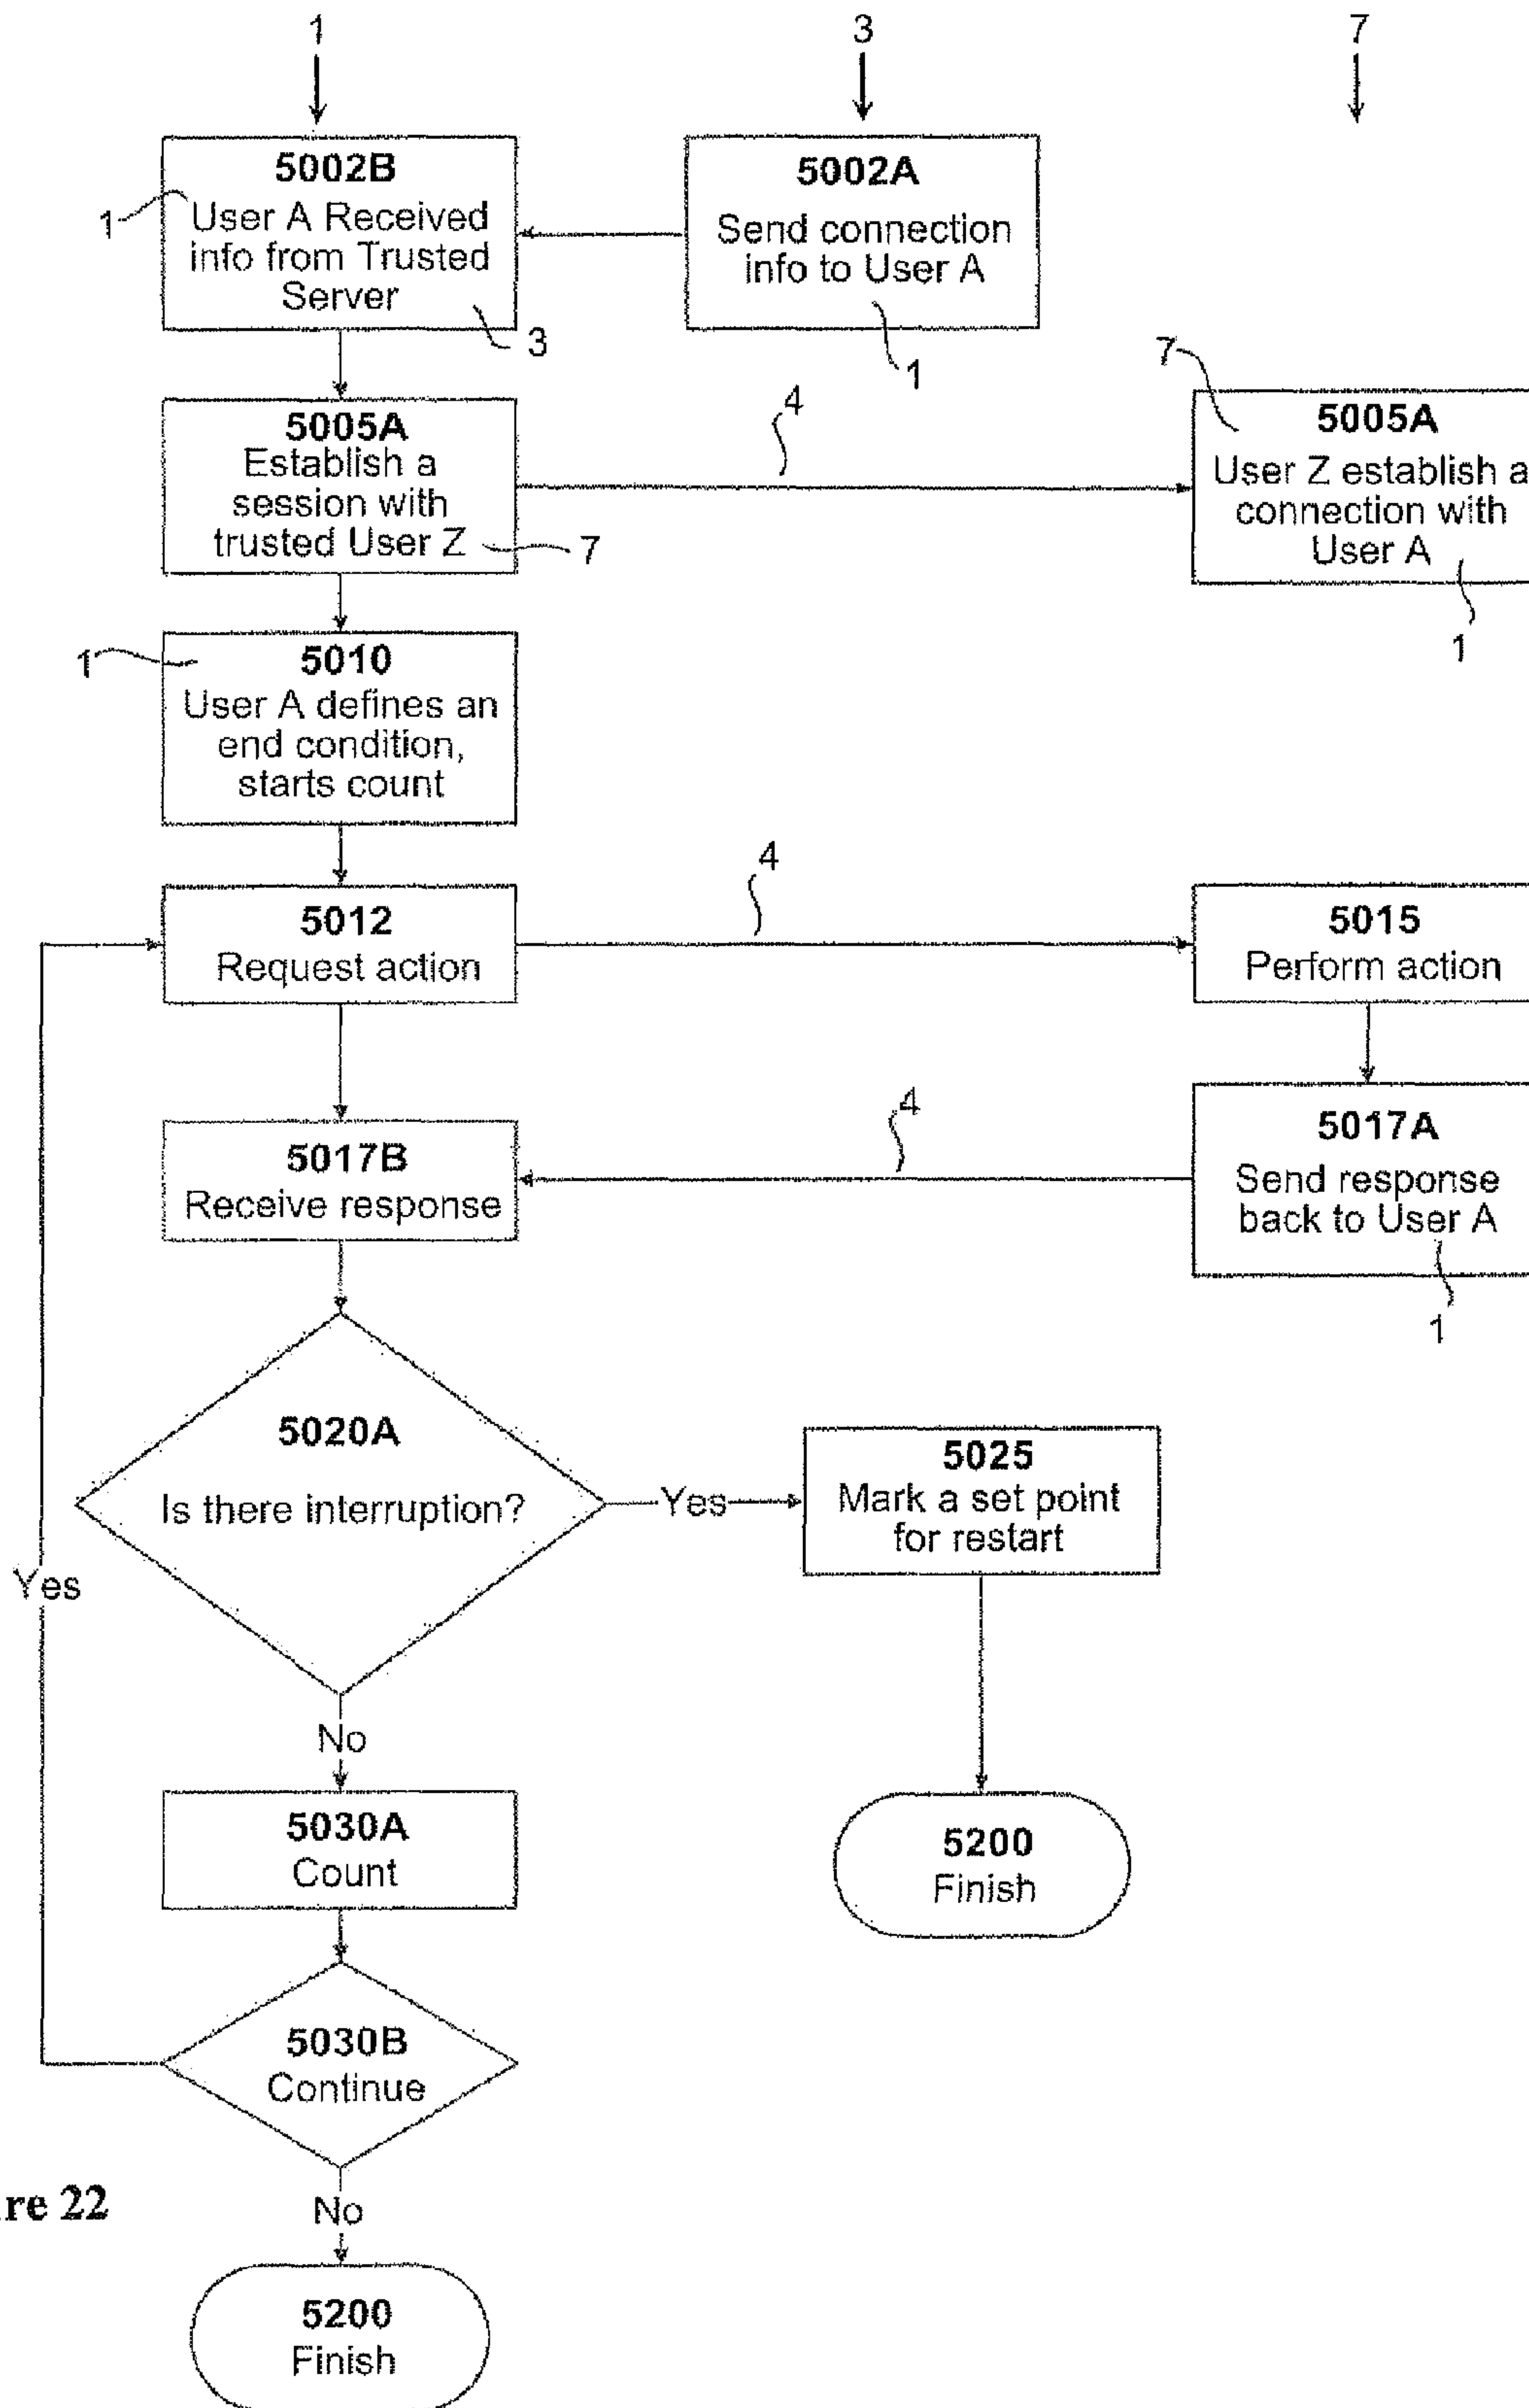 1
3
7
5002B
User A Received
info from Trusted
Server
1
3
5002A
Send connection
info to User A
1
5005A
Establish a
session with
trusted User Z
7
4
7
5005A
User Z establish a
connection with
User A
1
1
5010
User A defines an
end condition,
starts count
5012
Request action
4
5015
Perform action
5017B
Receive response
4
5017A
Send response
back to User A
1
5020A
Is there interruption?
Yes
5025
Mark a set point
for restart
Yes
No
5030A
Count
5200
Finish
5030B
Continue
re 22
No
5200
Finish